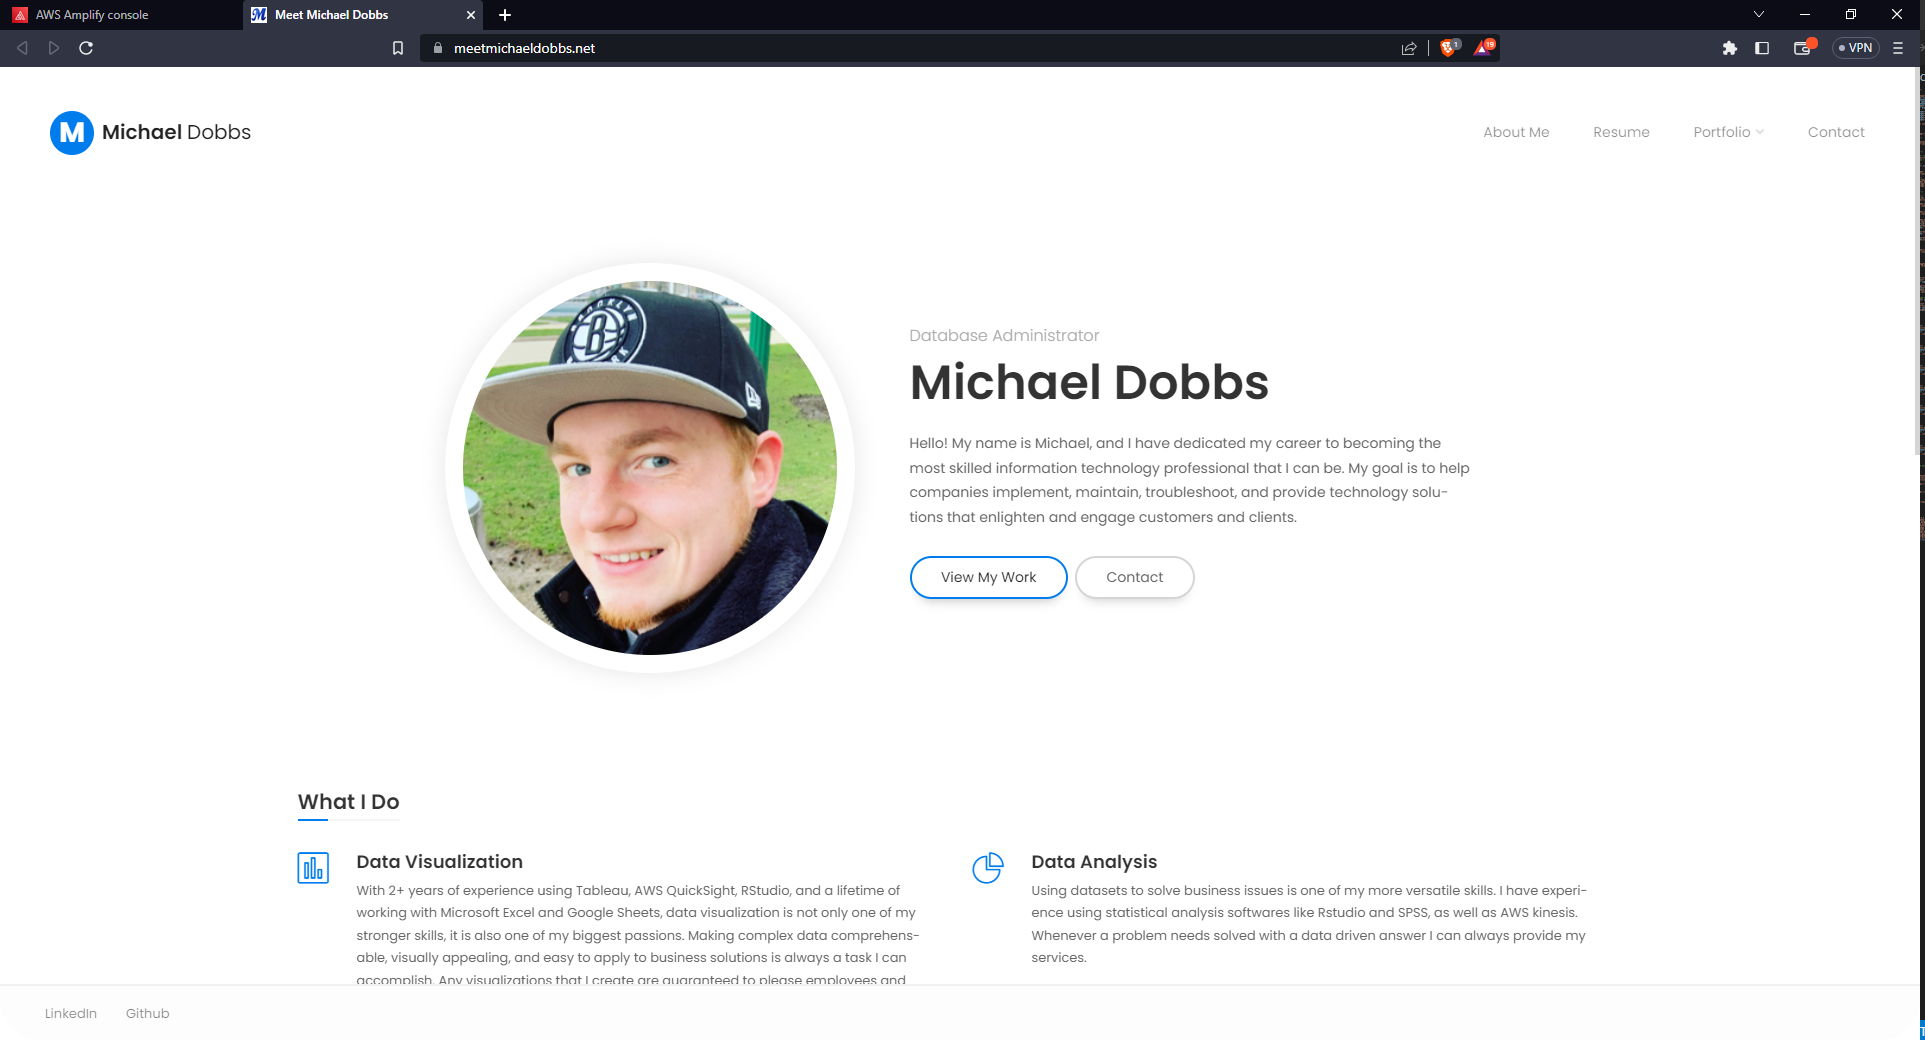 AWS Amplify console
Meet Michael Dobbs
meetmichaeldobbs.net
1
19
VPN
M
Michael Dobbs
About Me
Resume
Portfolio
Contact
BROOKLYN
B
Database Administrator
Michael Dobbs
Hello! My name is Michael, and I have dedicated my career to becoming the
most skilled information technology professional that I can be. My goal is to help
companies implement, maintain, troubleshoot, and provide technology solu-
tions that enlighten and engage customers and clients.
View My Work
Contact
What I Do
Data Visualization
With 2+ years of experience using Tableau, AWS QuickSight, RStudio, and a lifetime of
working with Microsoft Excel and Google Sheets, data visualization is not only one of my
stronger skills, it is also one of my biggest passions. Making complex data comprehens-
able, visually appealing, and easy to apply to business solutions is always a task I can
accomplish. Any visualizations that I create are guaranteed to please employees and
Data Analysis
Using datasets to solve business issues is one of my more versatile skills. I have experi-
ence using statistical analysis softwares like Rstudio and SPSS, as well as AWS kinesis.
Whenever a problem needs solved with a data driven answer I can always provide my
services.
LinkedIn
Github